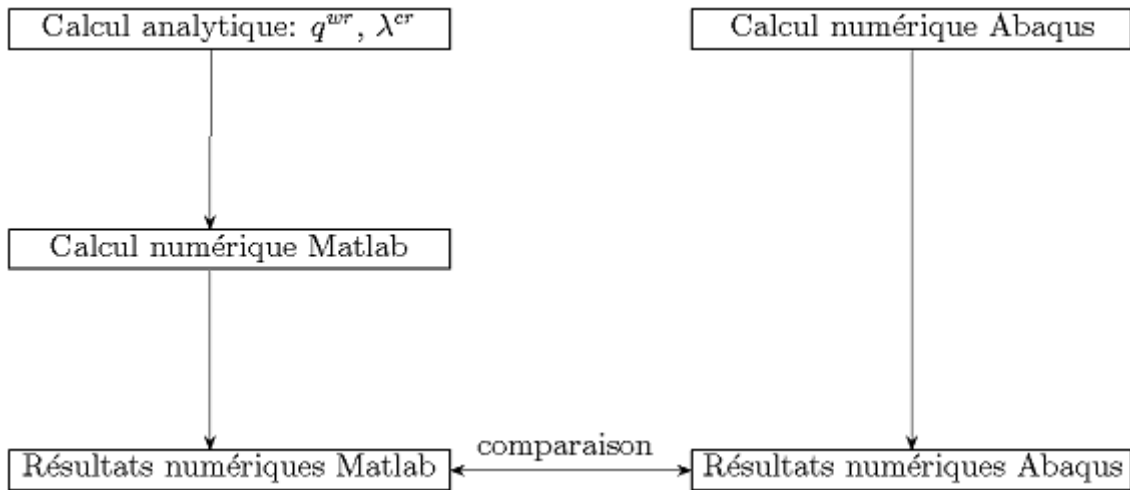 Calcul analytique: q^{wr}, λ^{cr}
Calcul numérique Abaqus
Calcul numérique Matlab
comparaison
Résultats numériques Matlab
Résultats numériques Abaqus